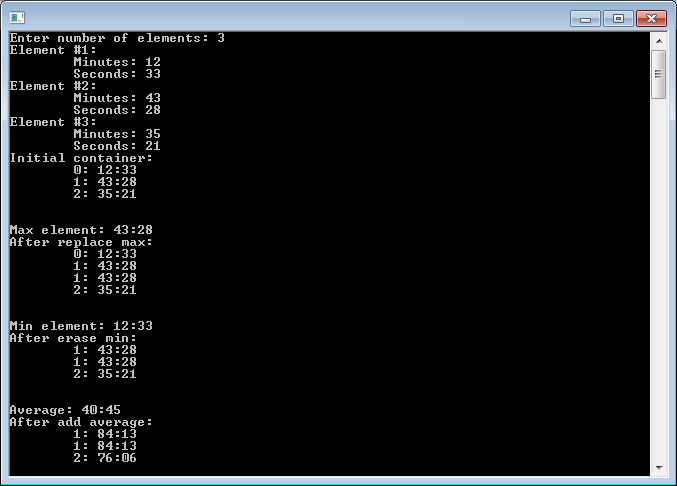 Enter number of elements: 3
Element #1:
Minutes: 12
Seconds: 33
Element #2:
Minutes: 43
Seconds: 28
Element #3:
Minutes: 35
Seconds: 21
Initial container:
0: 12:33
1: 43:28
2: 35:21
Max element: 43:28
After replace max:
0: 12:33
1: 43:28
1: 43:28
2: 35:21
Min element: 12:33
After erase min:
1: 43:28
1: 43:28
2: 35:21
Average: 40:45
After add average:
1: 84:13
1: 84:13
2: 76:06